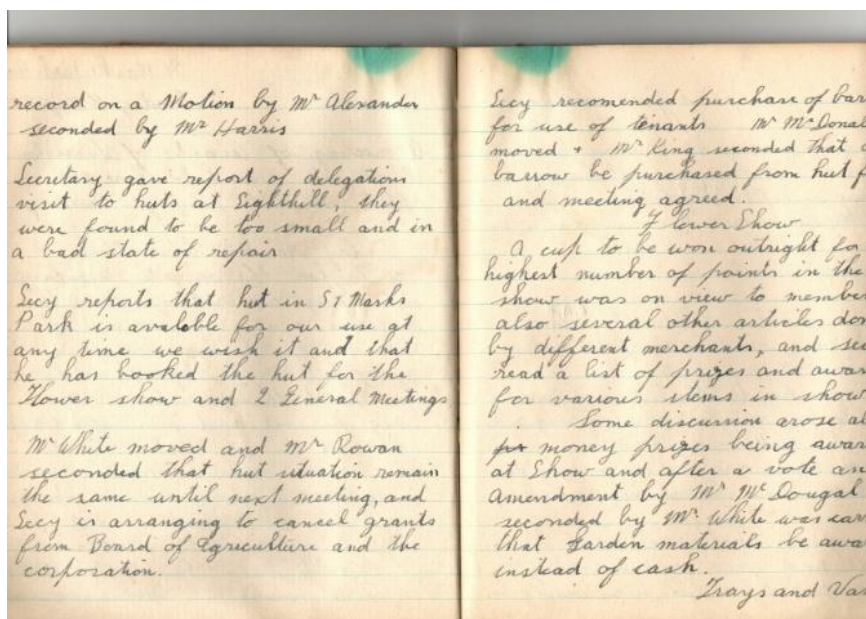 record on a Motion by Mr Alexander
seconded by Mr Harris
Secretary gave report of delegations
visit to huts at Sighthill, they
were found to be too small and in
a bad state of repair
Secy reports that hut in St Marks
Park is avalable for our use at
any time we wish it and that
he has booked the hut for the
Flower show and 2 General Meetings
Mr White moved and Mr Rowan
seconded that hut situation remain
the same until next meeting, and
Secy is arranging to cancel grants
from Board of Agriculture and the
corporation.
Secy recomended purchase of bar
for use of tenants Mr McDonal
moved + Mr King seconded that a
barrow be purchased from hut f
and meeting agreed.
Flower Show
A cup to be won outright for
highest number of points in the
show was on view to membe
also several other articles don
by different merchants, and sec
read a list of prizes and awar
for various items in show
Some discussion arose a
money prizes being awar
at Show and after a vote an
amendment by Mr McDougal
seconded by Mr White was carr
that Garden materials be awa
instead of cash.
Trays and Vas